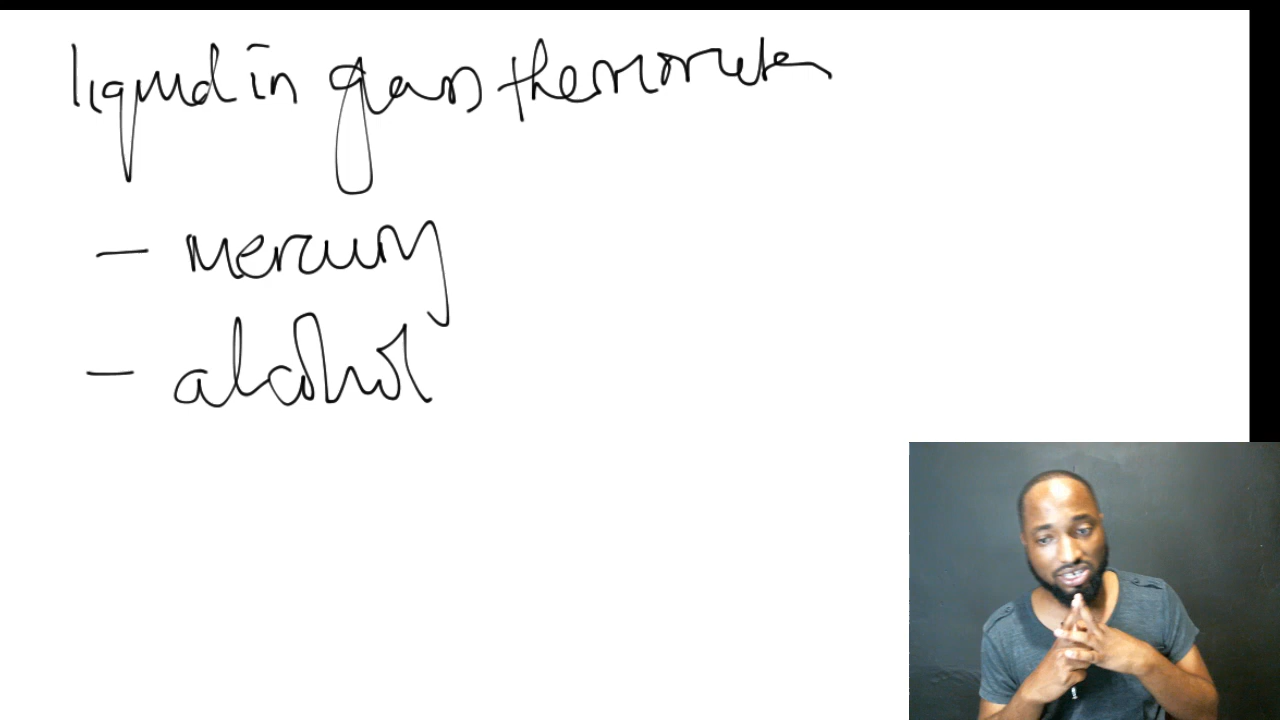 liquid in glass thermometer
- mercury
- alcohol